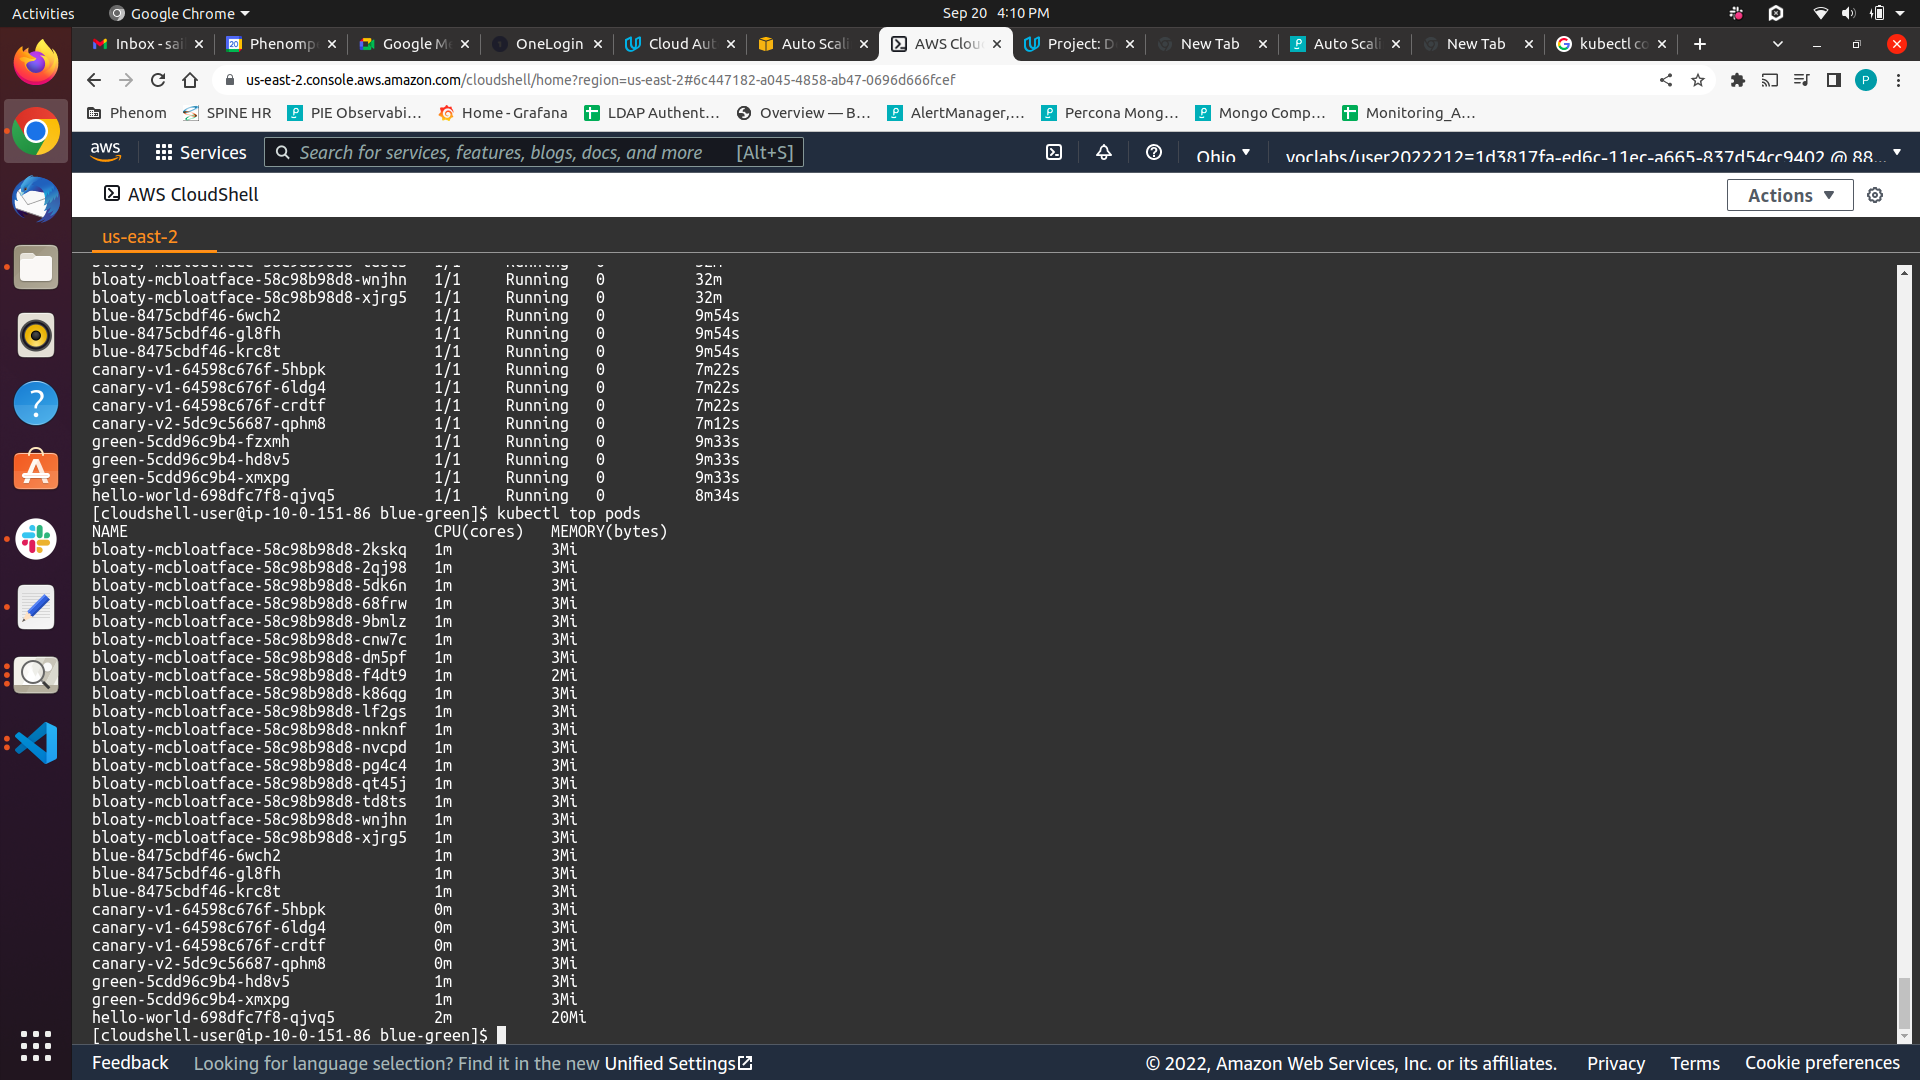 Activities Google Chrome Sep 20 4:10 PM
Inbox - sai Phenomp Google Me OneLogin Cloud Aut Auto Scali AWS Clou Project: D New Tab Auto Scali New Tab kubectl co
us-east-2.console.aws.amazon.com/cloudshell/home?region=us-east-2#6c447182-a045-4858-ab47-0696d666fcef P
Phenom SPINE HR PIE Observabi... Home - Grafana LDAP Authent... Overview — B... AlertManager,... Percona Mong... Mongo Comp... Monitoring_A...
aws Services Search for services, features, blogs, docs, and more [Alt+S] Ohio voclabs/user2022212=1d3817fa-ed6c-11ec-a665-837d54cc9402 @ 88...
AWS CloudShell Actions
us-east-2
bloaty-mcbloatface-58c98b98d8-td8ts 1/1 Running 0 32m
bloaty-mcbloatface-58c98b98d8-wnjhn 1/1 Running 0 32m
bloaty-mcbloatface-58c98b98d8-xjrg5 1/1 Running 0 32m
blue-8475cbdf46-6wch2 1/1 Running 0 9m54s
blue-8475cbdf46-gl8fh 1/1 Running 0 9m54s
blue-8475cbdf46-krc8t 1/1 Running 0 9m54s
canary-v1-64598c676f-5hbpk 1/1 Running 0 7m22s
canary-v1-64598c676f-6ldg4 1/1 Running 0 7m22s
canary-v1-64598c676f-crdtf 1/1 Running 0 7m22s
canary-v2-5dc9c56687-qphm8 1/1 Running 0 7m12s
green-5cdd96c9b4-fzxmh 1/1 Running 0 9m33s
green-5cdd96c9b4-hd8v5 1/1 Running 0 9m33s
green-5cdd96c9b4-xmxpg 1/1 Running 0 9m33s
hello-world-698dfc7f8-qjvq5 1/1 Running 0 8m34s
[cloudshell-user@ip-10-0-151-86 blue-green]$ kubectl top pods
NAME CPU(cores) MEMORY(bytes)
bloaty-mcbloatface-58c98b98d8-2kskq 1m 3Mi
bloaty-mcbloatface-58c98b98d8-2qj98 1m 3Mi
bloaty-mcbloatface-58c98b98d8-5dk6n 1m 3Mi
bloaty-mcbloatface-58c98b98d8-68frw 1m 3Mi
bloaty-mcbloatface-58c98b98d8-9bmlz 1m 3Mi
bloaty-mcbloatface-58c98b98d8-cnw7c 1m 3Mi
bloaty-mcbloatface-58c98b98d8-dm5pf 1m 3Mi
bloaty-mcbloatface-58c98b98d8-f4dt9 1m 2Mi
bloaty-mcbloatface-58c98b98d8-k86qg 1m 3Mi
bloaty-mcbloatface-58c98b98d8-lf2gs 1m 3Mi
bloaty-mcbloatface-58c98b98d8-nnknf 1m 3Mi
bloaty-mcbloatface-58c98b98d8-nvcpd 1m 3Mi
bloaty-mcbloatface-58c98b98d8-pg4c4 1m 3Mi
bloaty-mcbloatface-58c98b98d8-qt45j 1m 3Mi
bloaty-mcbloatface-58c98b98d8-td8ts 1m 3Mi
bloaty-mcbloatface-58c98b98d8-wnjhn 1m 3Mi
bloaty-mcbloatface-58c98b98d8-xjrg5 1m 3Mi
blue-8475cbdf46-6wch2 1m 3Mi
blue-8475cbdf46-gl8fh 1m 3Mi
blue-8475cbdf46-krc8t 1m 3Mi
canary-v1-64598c676f-5hbpk 0m 3Mi
canary-v1-64598c676f-6ldg4 0m 3Mi
canary-v1-64598c676f-crdtf 0m 3Mi
canary-v2-5dc9c56687-qphm8 0m 3Mi
green-5cdd96c9b4-hd8v5 1m 3Mi
green-5cdd96c9b4-xmxpg 1m 3Mi
hello-world-698dfc7f8-qjvq5 2m 20Mi
[cloudshell-user@ip-10-0-151-86 blue-green]$
Feedback Looking for language selection? Find it in the new Unified Settings © 2022, Amazon Web Services, Inc. or its affiliates. Privacy Terms Cookie preferences